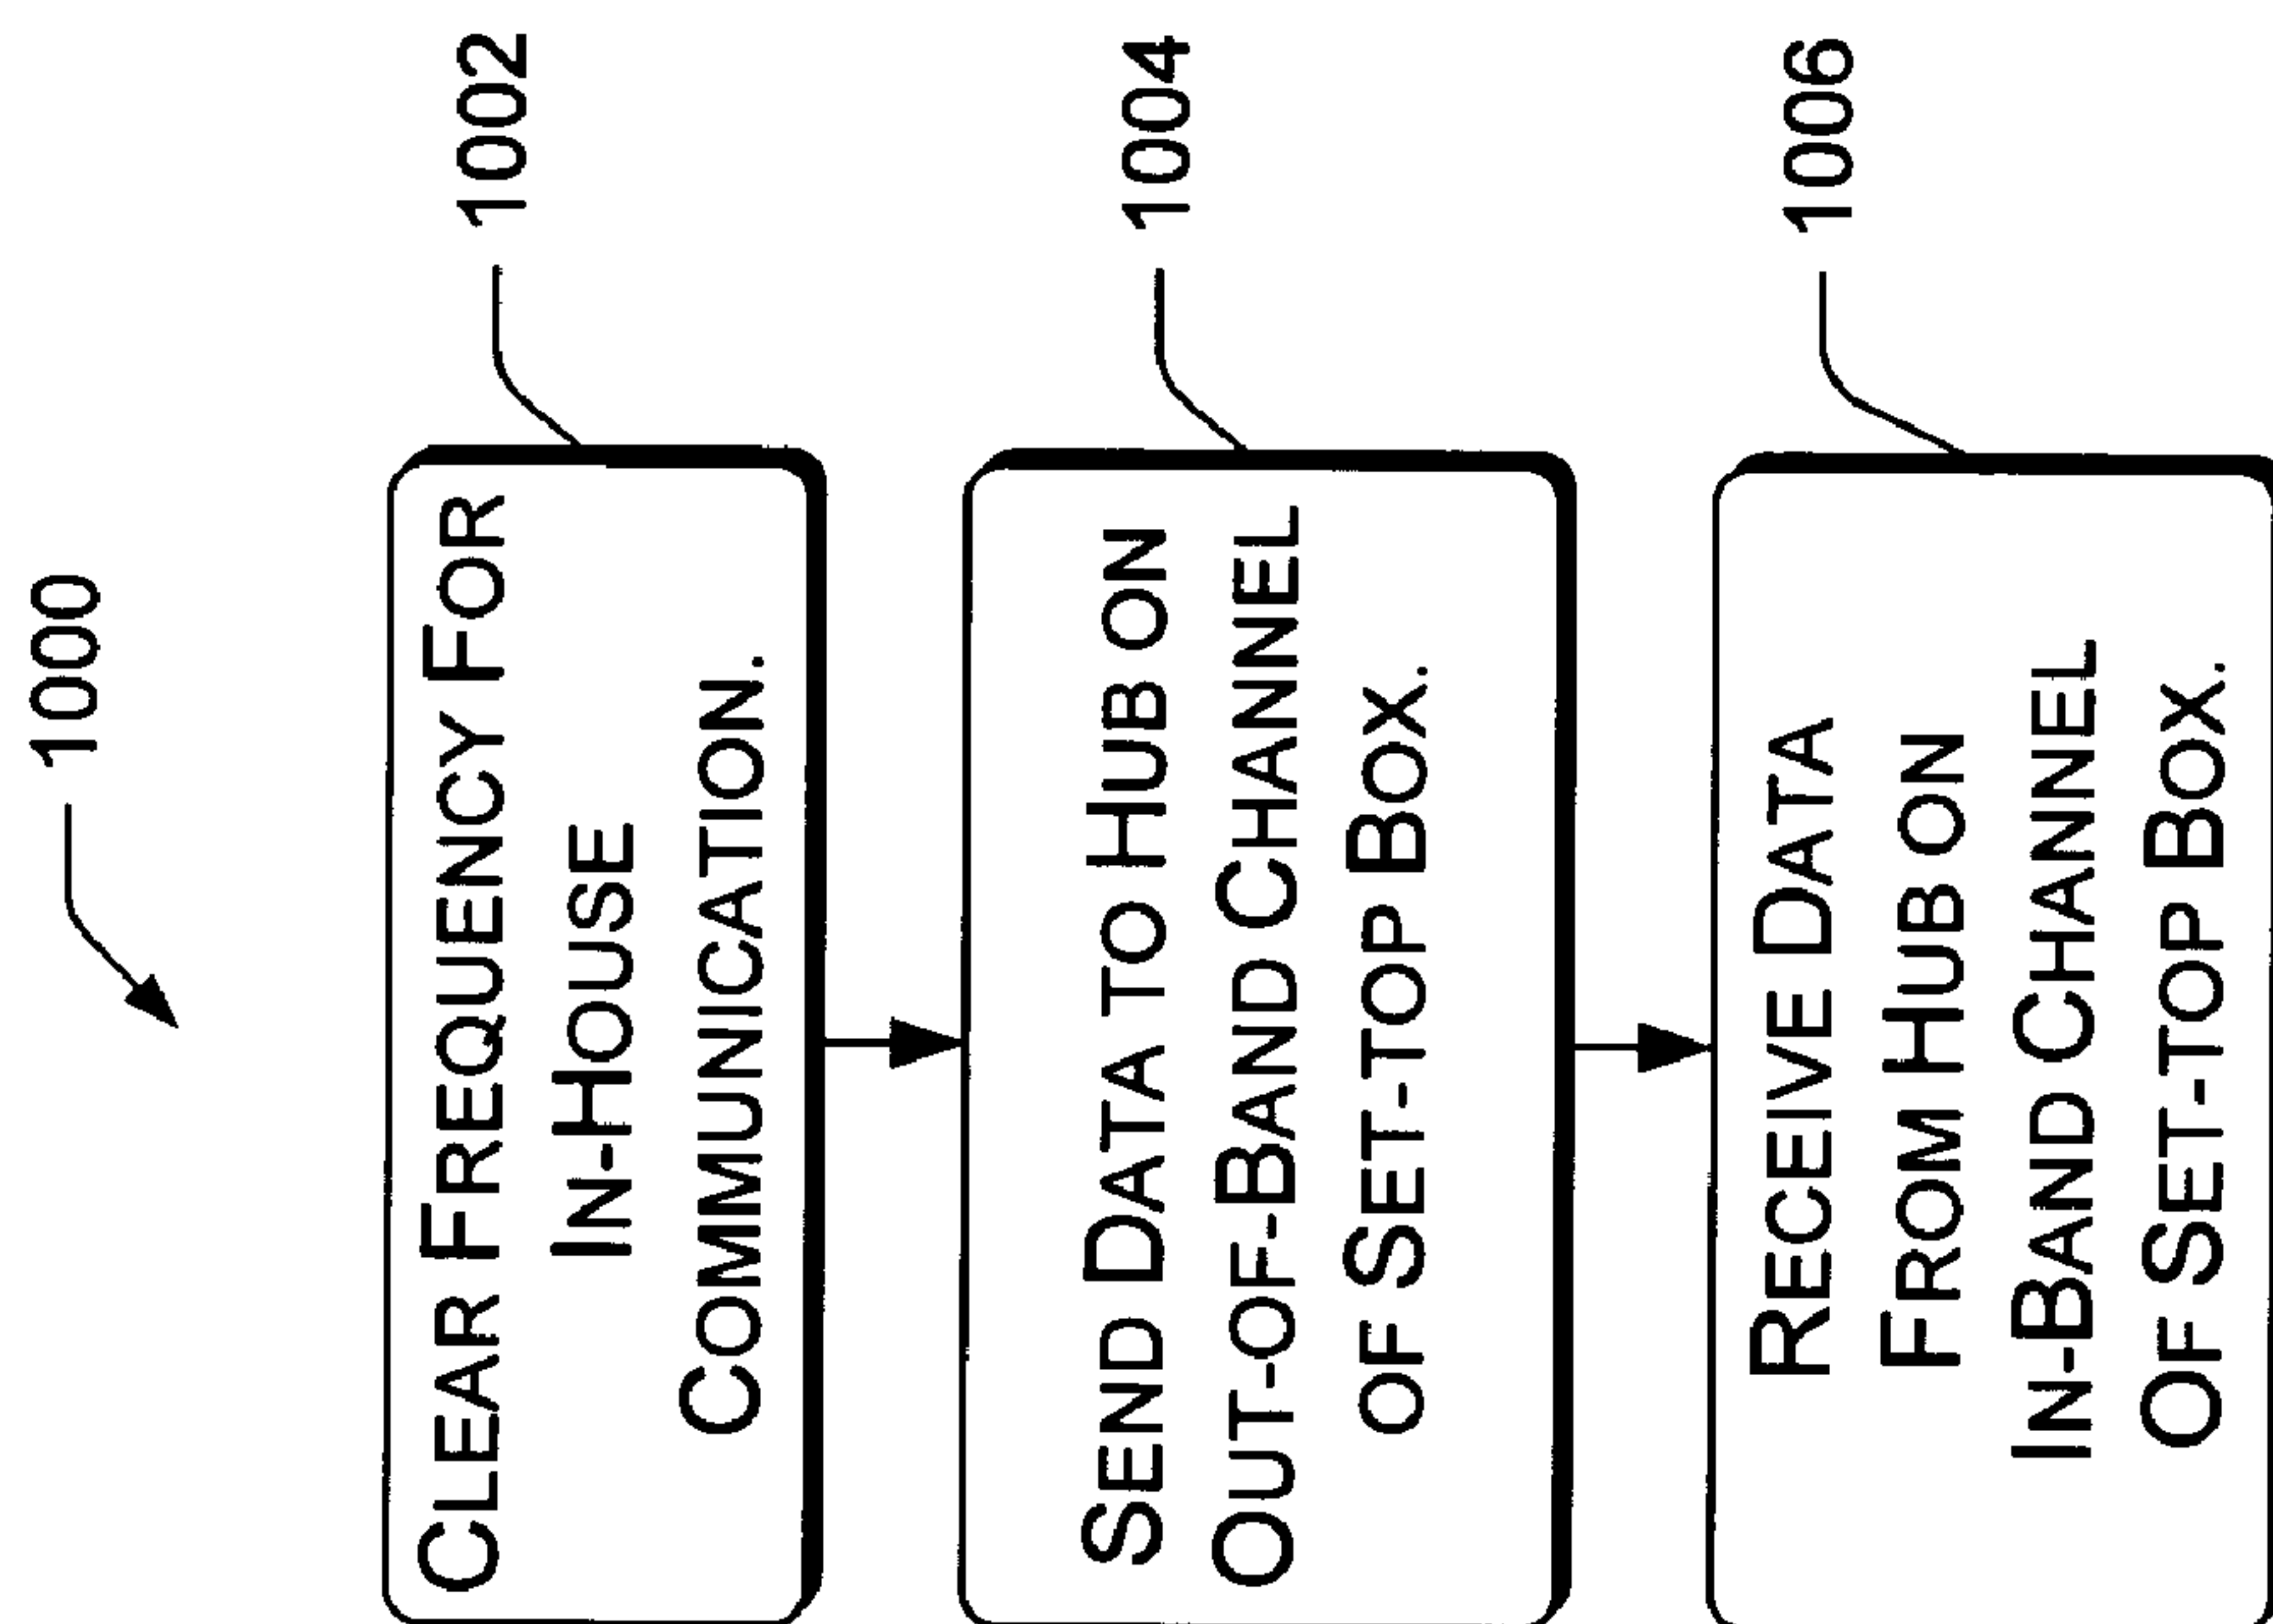 1000
CLEAR FREQUENCY FOR
IN-HOUSE
COMMUNICATION.
1002
SEND DATA TO HUB ON
OUT-OF-BAND CHANNEL
OF SET-TOP BOX.
1004
RECEIVE DATA
FROM HUB ON
IN-BAND CHANNEL
OF SET-TOP BOX.
1006